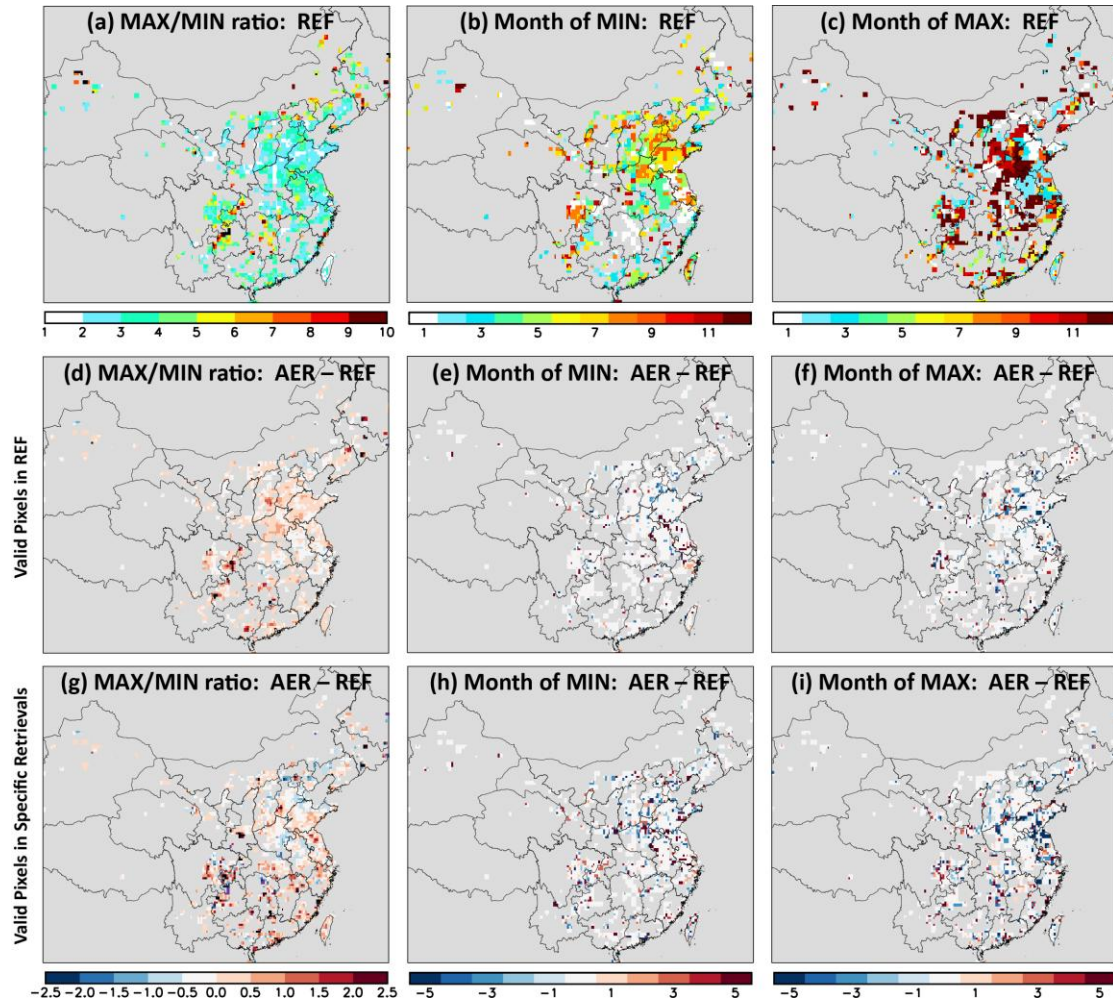 (a) MAX/MIN ratio: REF
(b) Month of MIN: REF
(c) Month of MAX: REF
1 2 3 4 5 6 7 8 9 10
1 3 5 7 9 11
1 3 5 7 9 11
Valid Pixels in REF
(d) MAX/MIN ratio: AER – REF
(e) Month of MIN: AER – REF
(f) Month of MAX: AER – REF
Valid Pixels in Specific Retrievals
(g) MAX/MIN ratio: AER – REF
(h) Month of MIN: AER – REF
(i) Month of MAX: AER – REF
−2.5 −2.0 −1.5 −1.0 −0.5 0.0 0.5 1.0 1.5 2.0 2.5
−5 −3 −1 1 3 5
−5 −3 −1 1 3 5